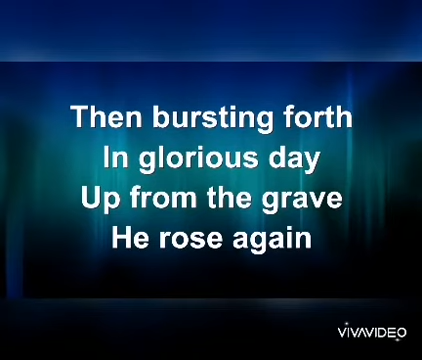 Then bursting forth
In glorious day
Up from the grave
He rose again
VIVAVIDEO